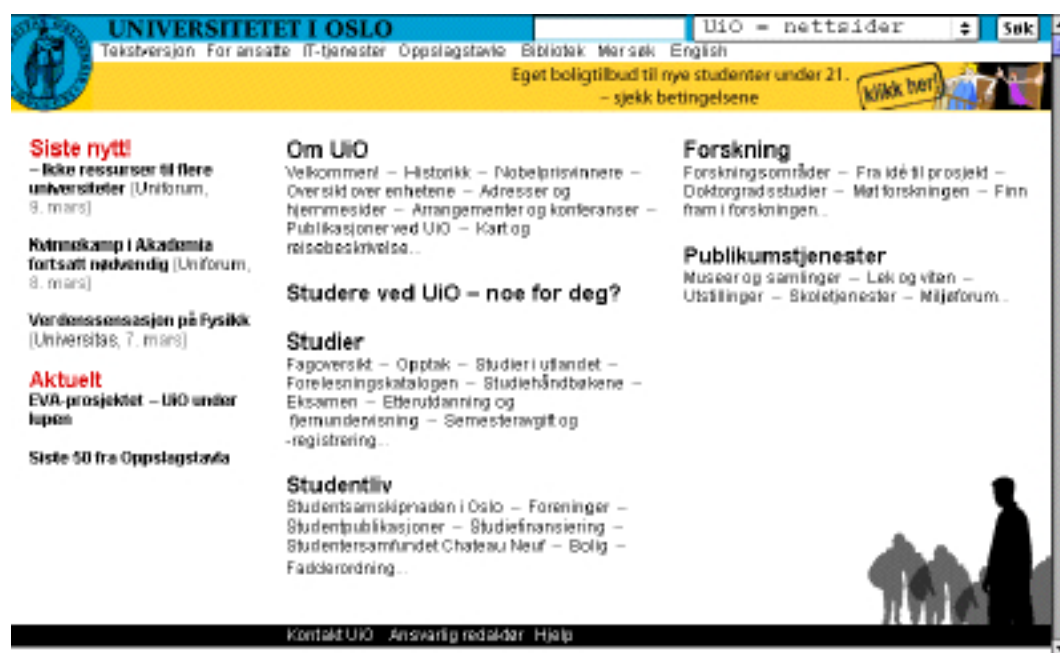 UNIVERSITETET I OSLO
UiO - nettsider
Søk
Tekstversjon For ansatte IT-tjenester Oppslagstavle Bibliotek Mer søk English
Eget boligtilbud til nye studenter under 21.
– sjekk betingelsene
klikk her!
Siste nytt!
– Ikke ressurser til flere
universiteter (Uniforum,
9. mars)
Kvinnekamp i Akademia
fortsatt nødvendig (Uniforum,
8. mars)
Verdenssensasjon på Fysikk
(Universitas, 7. mars)
Aktuelt
EVA-prosjektet – UiO under
lupen
Siste 50 fra Oppslagstavla
Om UiO
Velkommen! – Historikk – Nobelprisvinnere –
Oversikt over enhetene – Adresser og
hjemmesider – Arrangementer og konferanser –
Publikasjoner ved UiO – Kart og
reisebeskrivelse...
Studere ved UiO – noe for deg?
Studier
Fagoversikt – Opptak – Studier i utlandet –
Forelesningskatalogen – Studiehåndbøkene –
Eksamen – Etterutdanning og
fjernundervisning – Semesteravgift og
-registrering...
Studentliv
Studentsamskipnaden i Oslo – Foreninger –
Studentpublikasjoner – Studiefinansiering –
Studentersamfundet Chateau Neuf – Bolig –
Fadderordning...
Forskning
Forskningsområder – Fra idé til prosjekt –
Doktorgradsstudier – Møt forskningen – Finn
fram i forskningen...
Publikumstjenester
Museer og samlinger – Lek og viten –
Utstillinger – Skoletjenester – Miljøforum...
Kontakt UiO Ansvarlig redaktør Hjelp